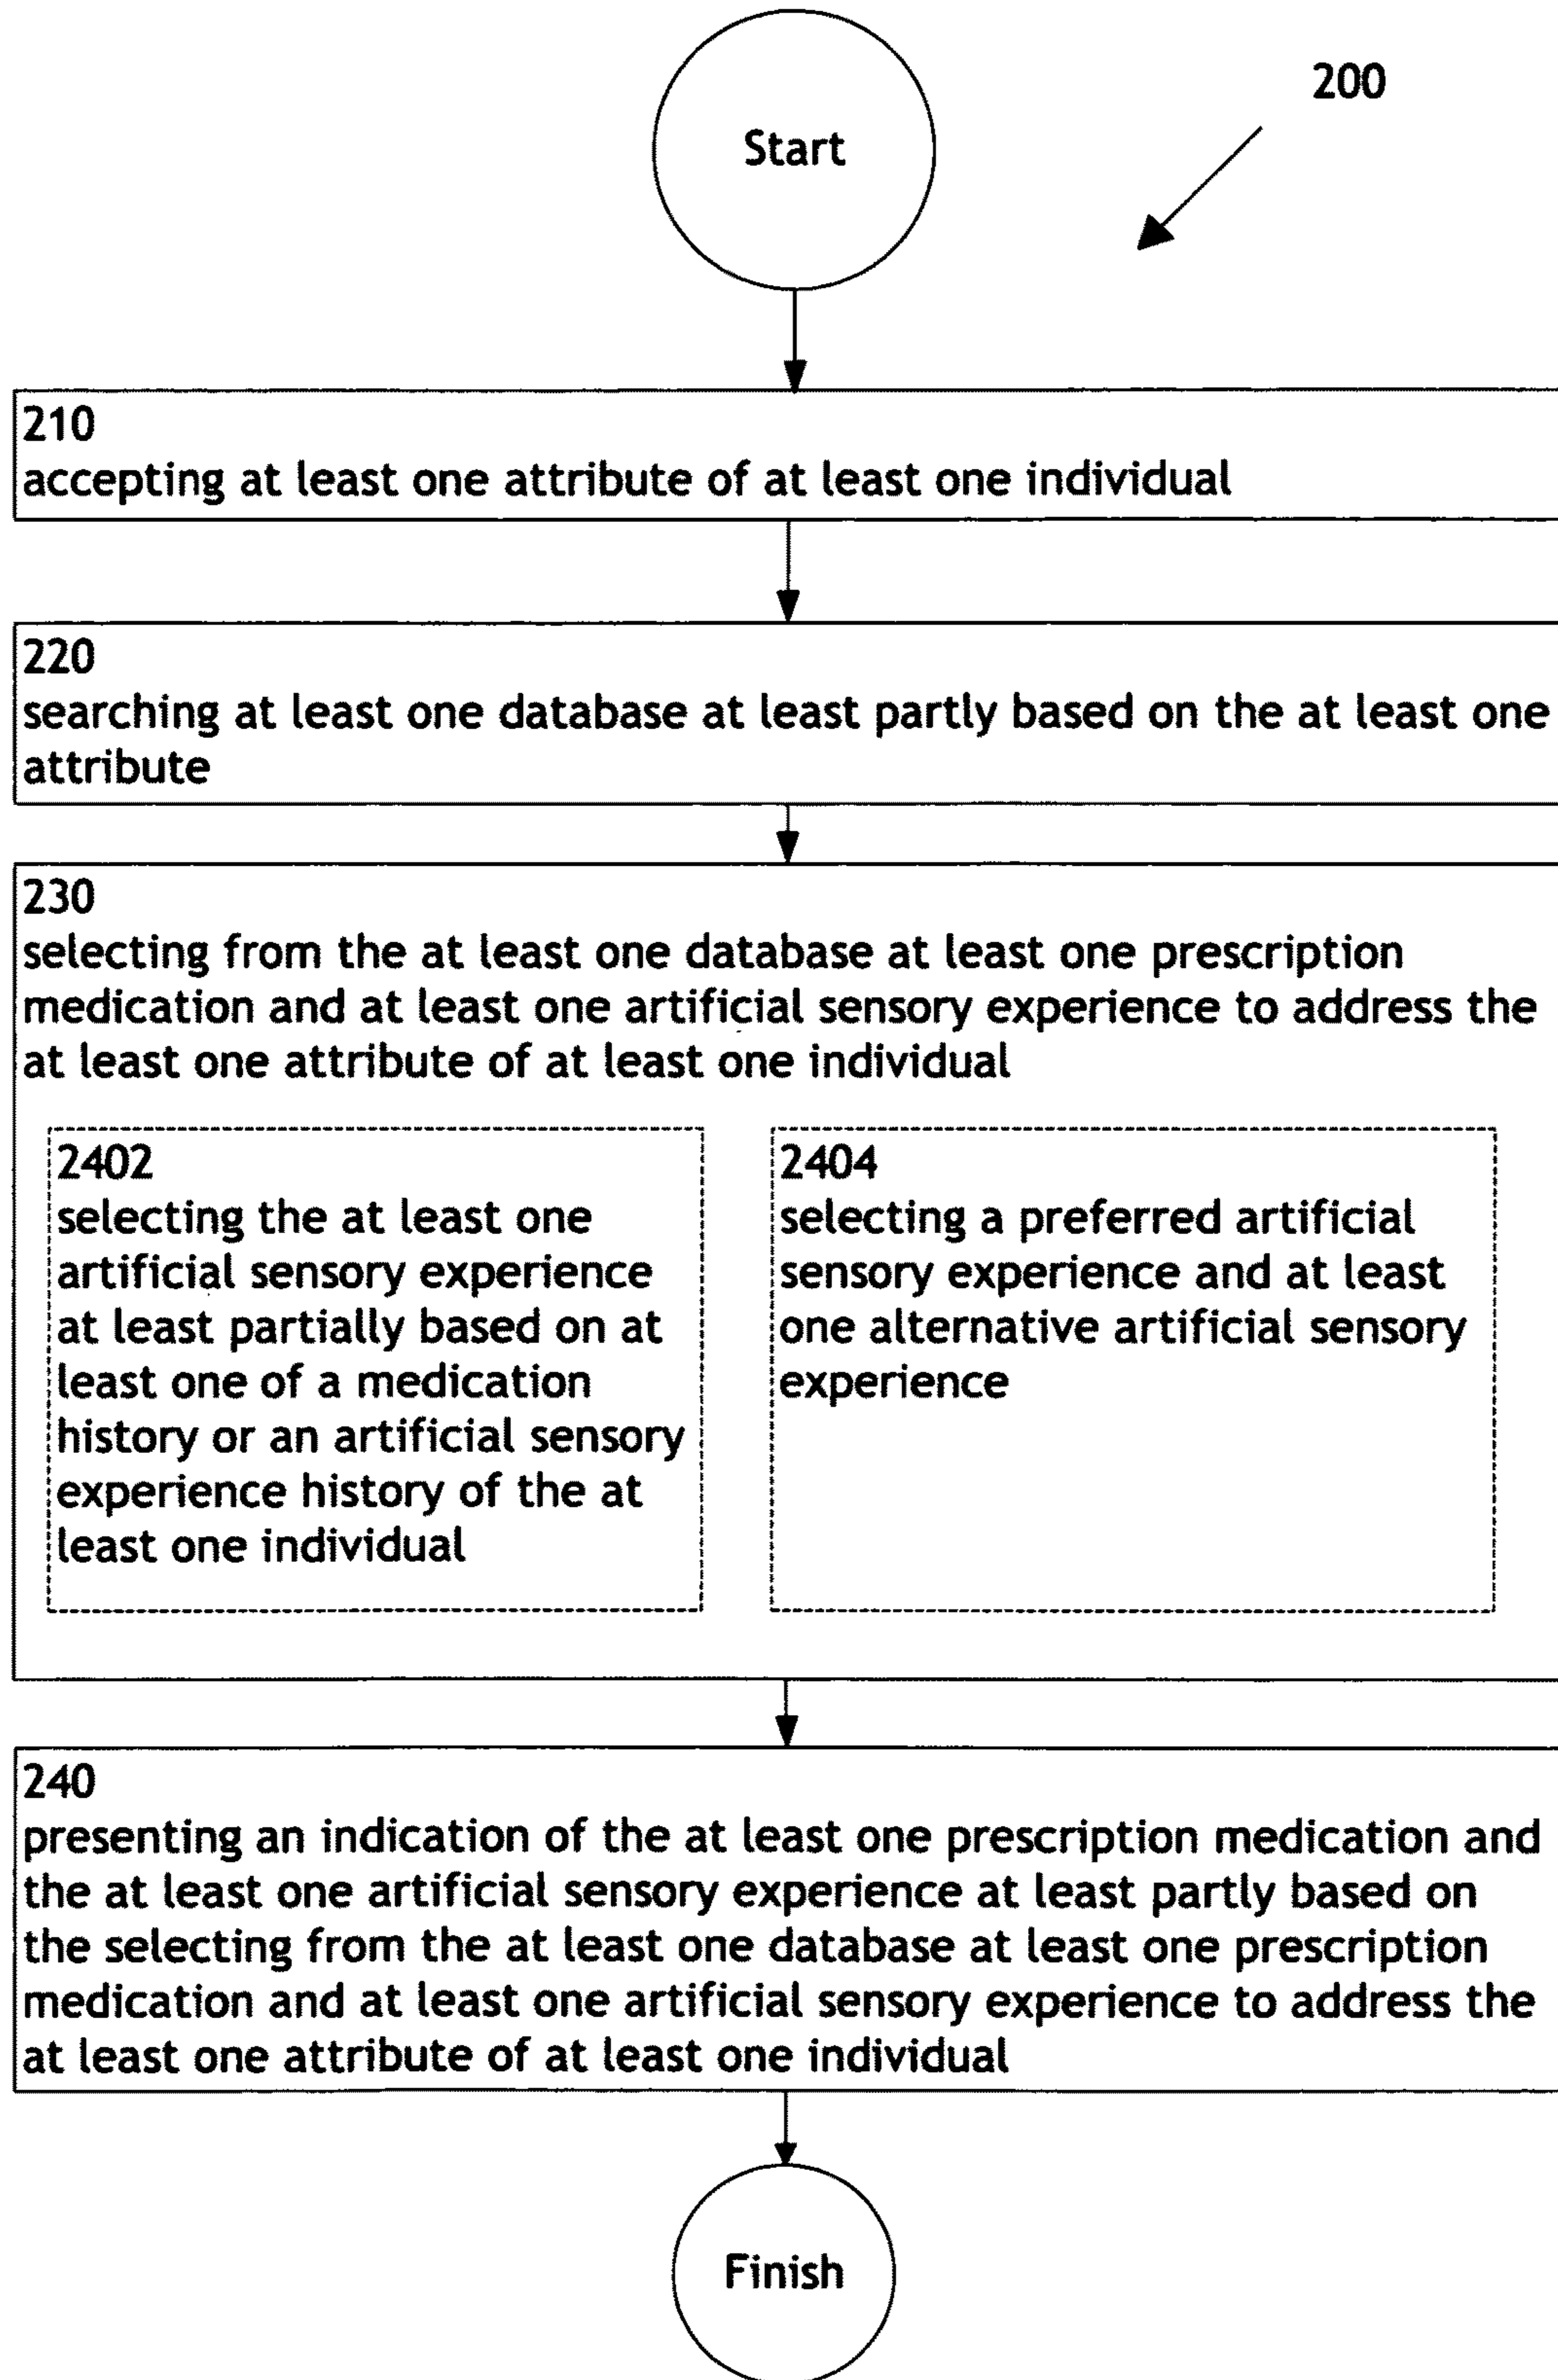 Start
200
210
accepting at least one attribute of at least one individual
220
searching at least one database at least partly based on the at least one
attribute
230
selecting from the at least one database at least one prescription
medication and at least one artificial sensory experience to address the
at least one attribute of at least one individual
2402
selecting the at least one
artificial sensory experience
at least partially based on at
least one of a medication
history or an artificial sensory
experience history of the at
least one individual
2404
selecting a preferred artificial
sensory experience and at least
one alternative artificial sensory
experience
240
presenting an indication of the at least one prescription medication and
the at least one artificial sensory experience at least partly based on
the selecting from the at least one database at least one prescription
medication and at least one artificial sensory experience to address the
at least one attribute of at least one individual
Finish